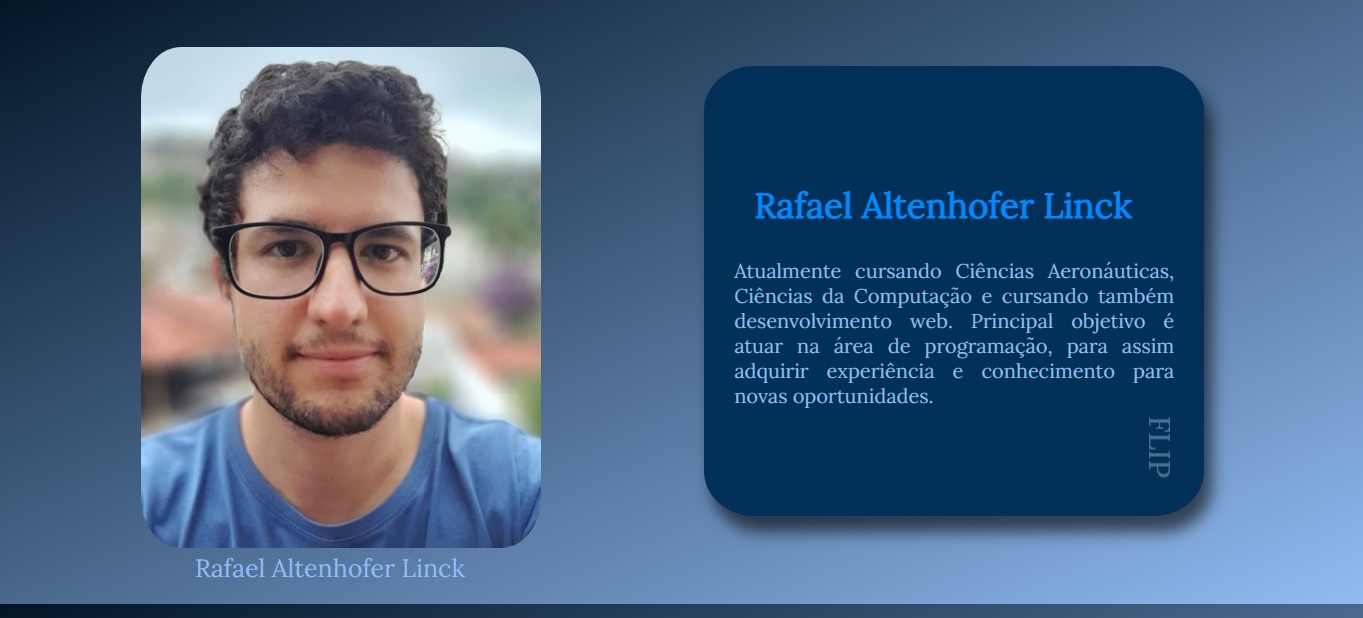 Rafael Altenhofer Linck
Rafael Altenhofer Linck
Atualmente cursando Ciências Aeronáuticas,
Ciências da Computação e cursando também
desenvolvimento web. Principal objetivo é
atuar na área de programação, para assim
adquirir experiência e conhecimento para
novas oportunidades.
FLIP